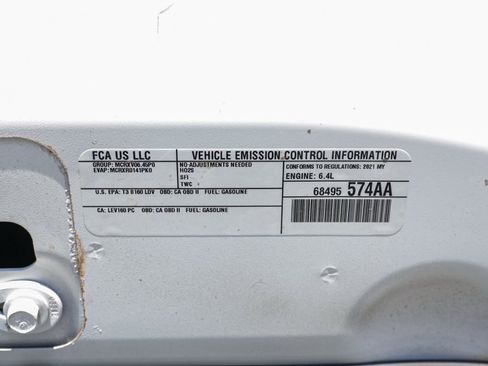 FCA US LLC
VEHICLE EMISSION CONTROL INFORMATION
GROUP: MCRXV06.45P0
EVAP: MCRXR0141PK0
NO ADJUSTMENTS NEEDED
HO2S
SFI
TWC
CONFORMS TO REGULATIONS: 2021 MY
ENGINE: 6.4L
U.S. EPA: T3 B160 LDV OBD: CA OBD II FUEL: GASOLINE
68495 574AA
CA: LEV160 PC OBD: CA OBD II FUEL: GASOLINE